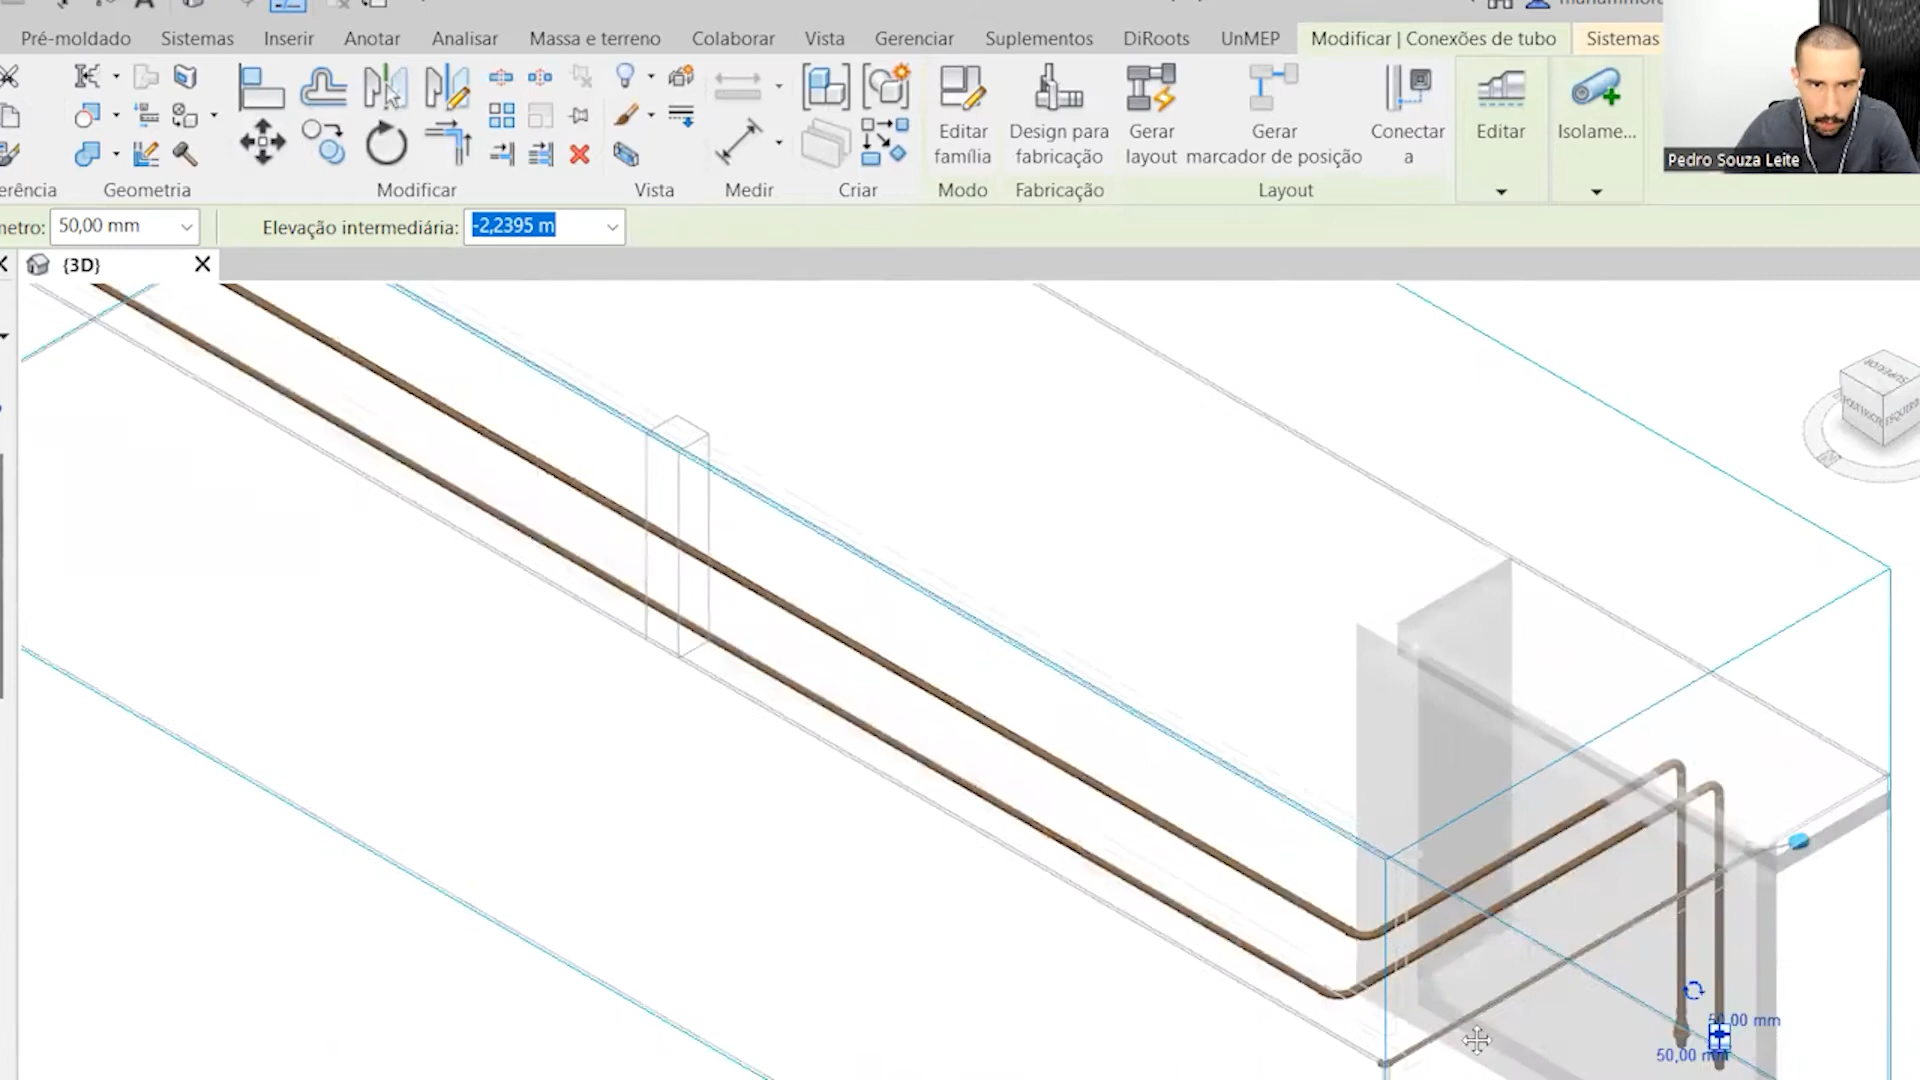 Pré-moldado Sistemas Inserir Anotar Analisar Massa e terreno Colaborar Vista Gerenciar Suplementos DiRoots UnMEP Modificar | Conexões de tubo Sistemas
Editar família
Design para fabricação
Gerar layout
Gerar marcador de posição
Conectar a
Editar
Isolame...
Pedro Souza Leite
erência Geometria Modificar Vista Medir Criar Modo Fabricação Layout
metro: 50,00 mm Elevação intermediária: -2,2395 m
{3D}
50,00 mm
50,00 mm